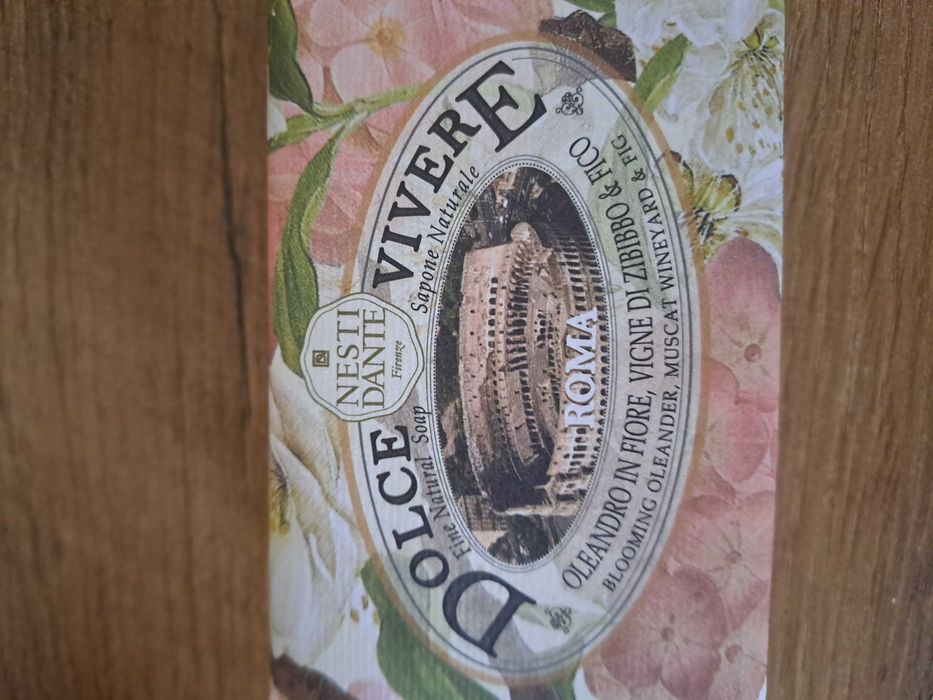 NESTI
DANTE
Firenze
DOLCE VIVERE
Fine Natural Soap Sapone Naturale
ROMA
OLEANDRO IN FIORE, VIGNE DI ZIBIBBO & FICO
BLOOMING OLEANDER, MUSCAT WINEYARD & FIG